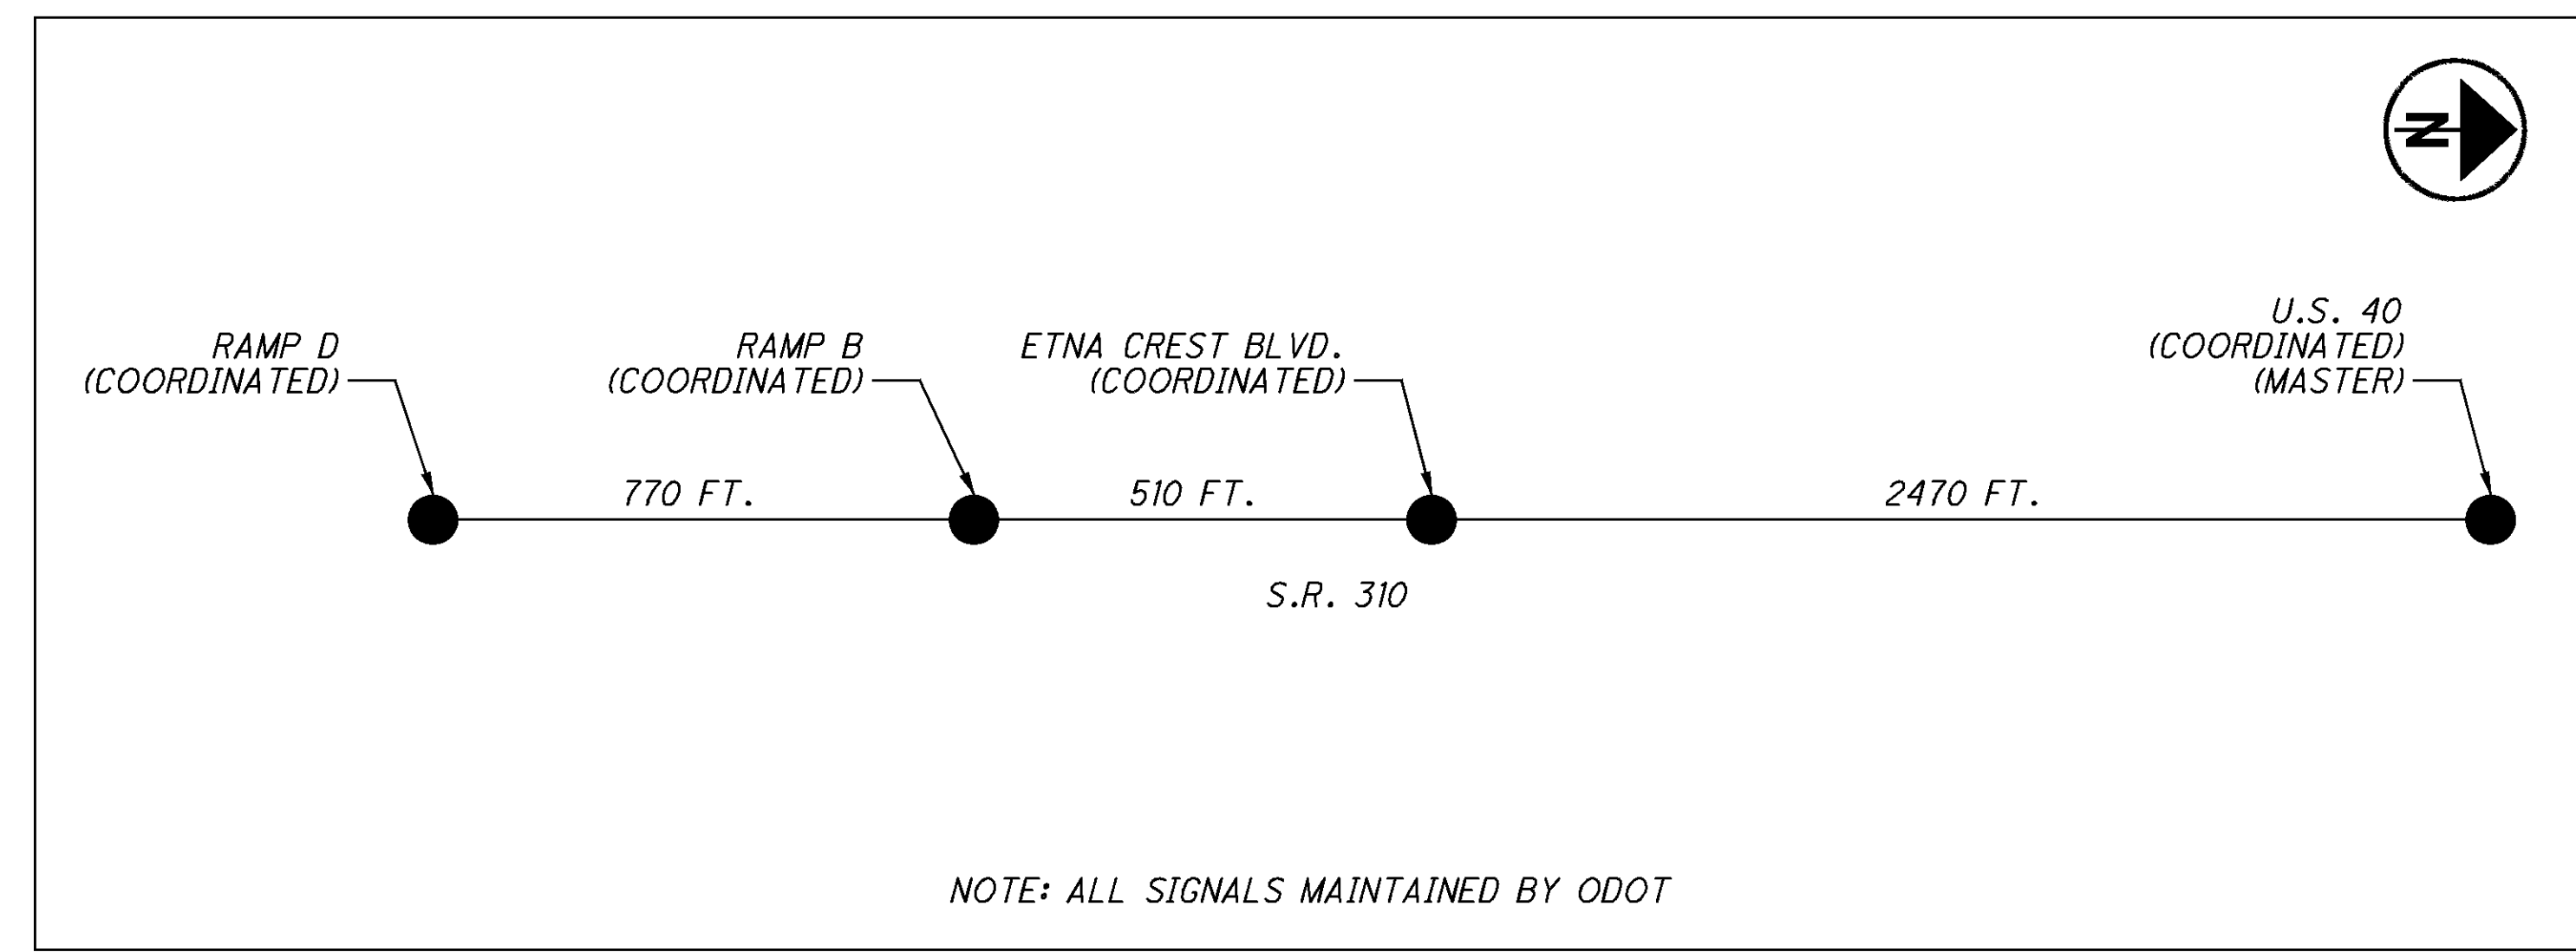 N
U.S. 40
(COORDINATED)
(MASTER)
RAMP D
(COORDINATED)
RAMP B
(COORDINATED)
ETNA CREST BLVD.
(COORDINATED)
770 FT.
510 FT.
2470 FT.
S.R. 310
NOTE: ALL SIGNALS MAINTAINED BY ODOT